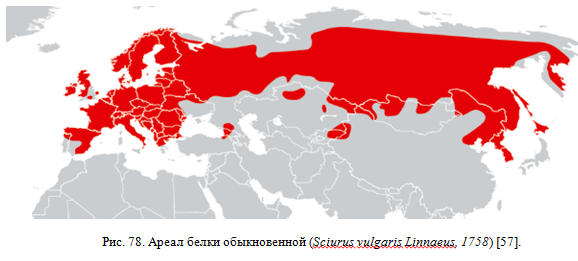 Рис. 78. Ареал белки обыкновенной (Sciurus vulgaris Linnaeus, 1758) [57].